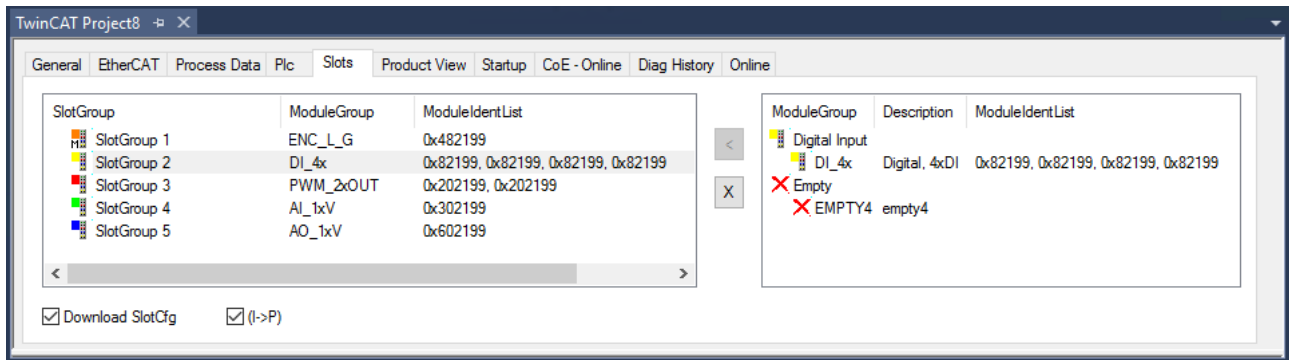 TwinCAT Project8
General EtherCAT Process Data Plc Slots Product View Startup CoE - Online Diag History Online
SlotGroup ModuleGroup ModuleIdentList
M SlotGroup 1 ENC_L_G 0x482199
SlotGroup 2 DI_4x 0x82199, 0x82199, 0x82199, 0x82199
SlotGroup 3 PWM_2xOUT 0x202199, 0x202199
SlotGroup 4 AI_1xV 0x302199
SlotGroup 5 AO_1xV 0x602199
<
X
ModuleGroup Description ModuleIdentList
Digital Input
DI_4x Digital, 4xDI 0x82199, 0x82199, 0x82199, 0x82199
Empty
EMPTY4 empty4
Download SlotCfg (I->P)